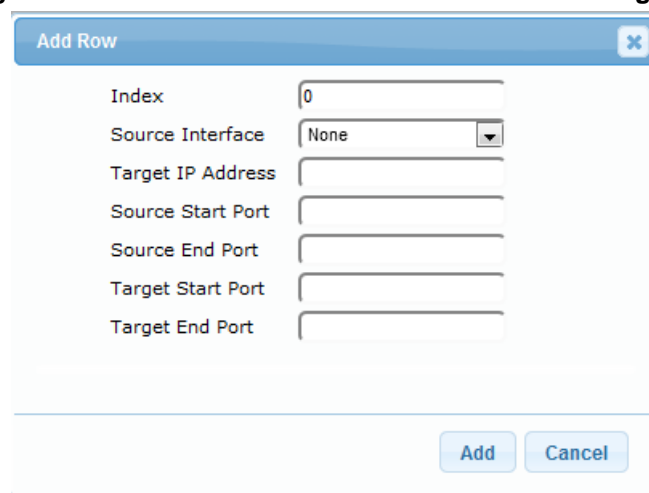 Add Row
Index 0
Source Interface None
Target IP Address
Source Start Port
Source End Port
Target Start Port
Target End Port
Add Cancel